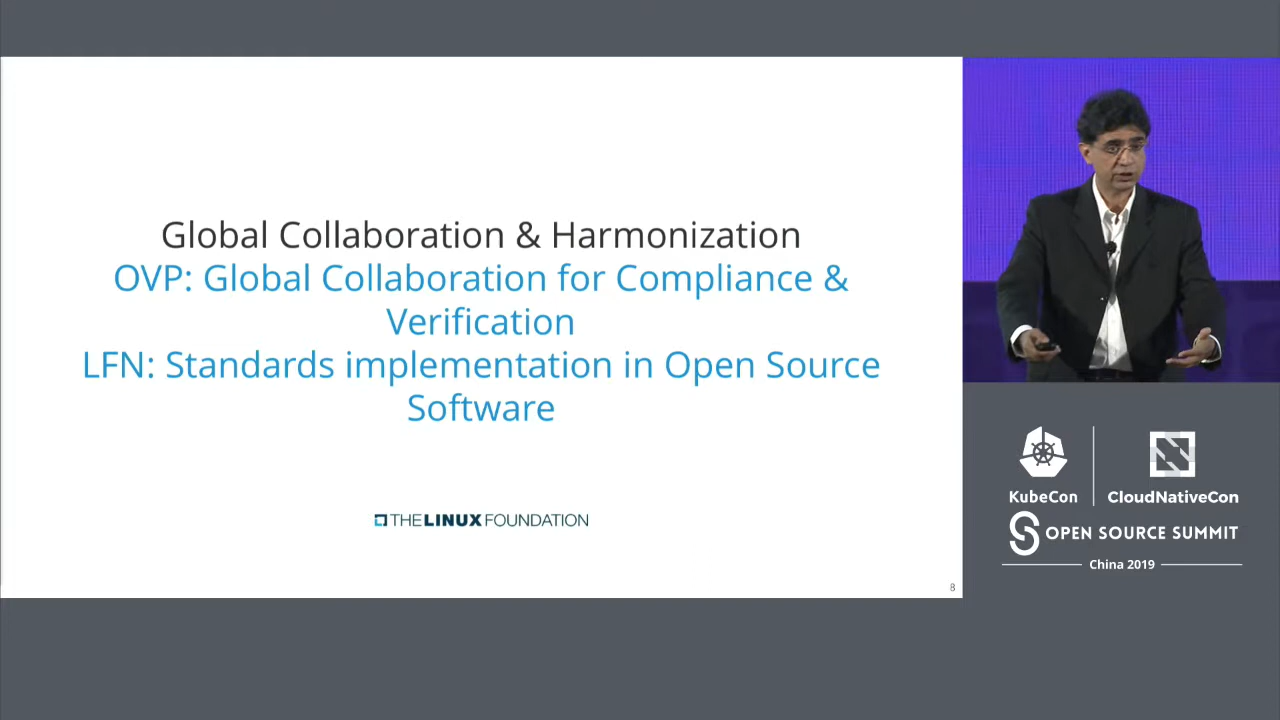 Global Collaboration & Harmonization
OVP: Global Collaboration for Compliance &
Verification
LFN: Standards implementation in Open Source
Software
THE LINUX FOUNDATION
8
KubeCon
CloudNativeCon
OPEN SOURCE SUMMIT
China 2019